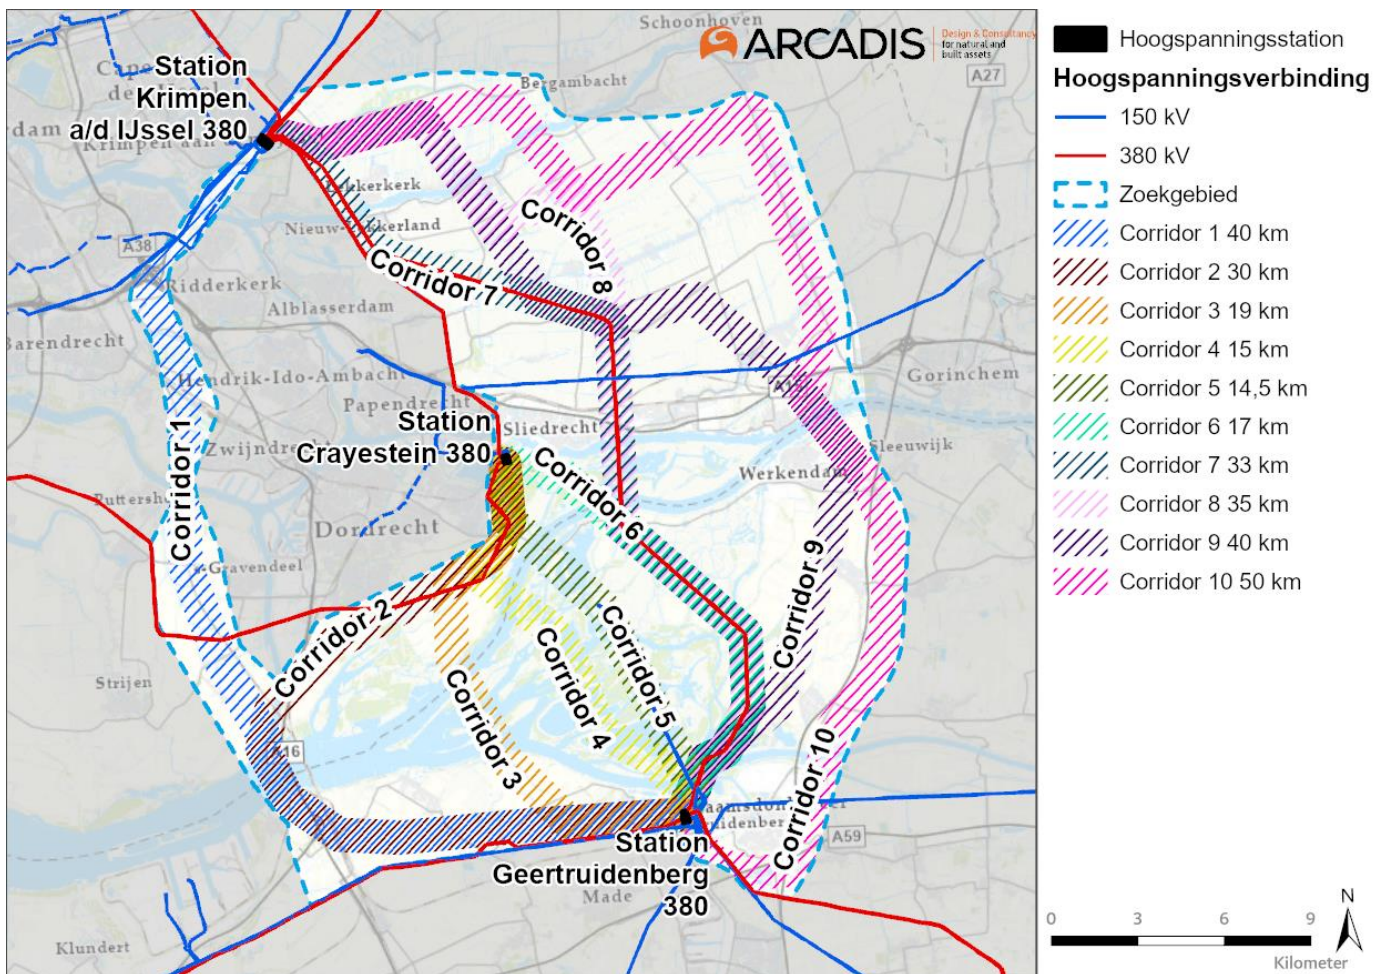 Schoonhoven
ARCADIS
Design & Consultancy
for natural and
built assets
Bergambacht
A27
Station
Krimpen
a/d IJssel 380
Nieuw-
A38
Ridderkerk
Alblasserdam
Barendrecht
Hendrik-Ido-Ambacht
Papendrecht
Corridor 7
Corridor 8
Gorinchem
Station
Crayestein 380
Sliedrecht
Sleeuwijk
Werkendam
Corridor 1
Corridor 6
Dordrecht
's-Gravendeel
Corridor 9
Corridor 2
Strijen
Corridor 3
Corridor 4
Corridor 5
A16
Corridor 10
A59
Station
Geertruidenberg
380
Made
Klundert
Hoogspanningsstation
Hoogspanningsverbinding
150 kV
380 kV
Zoekgebied
Corridor 1 40 km
Corridor 2 30 km
Corridor 3 19 km
Corridor 4 15 km
Corridor 5 14,5 km
Corridor 6 17 km
Corridor 7 33 km
Corridor 8 35 km
Corridor 9 40 km
Corridor 10 50 km
N
0 3 6 9
Kilometer